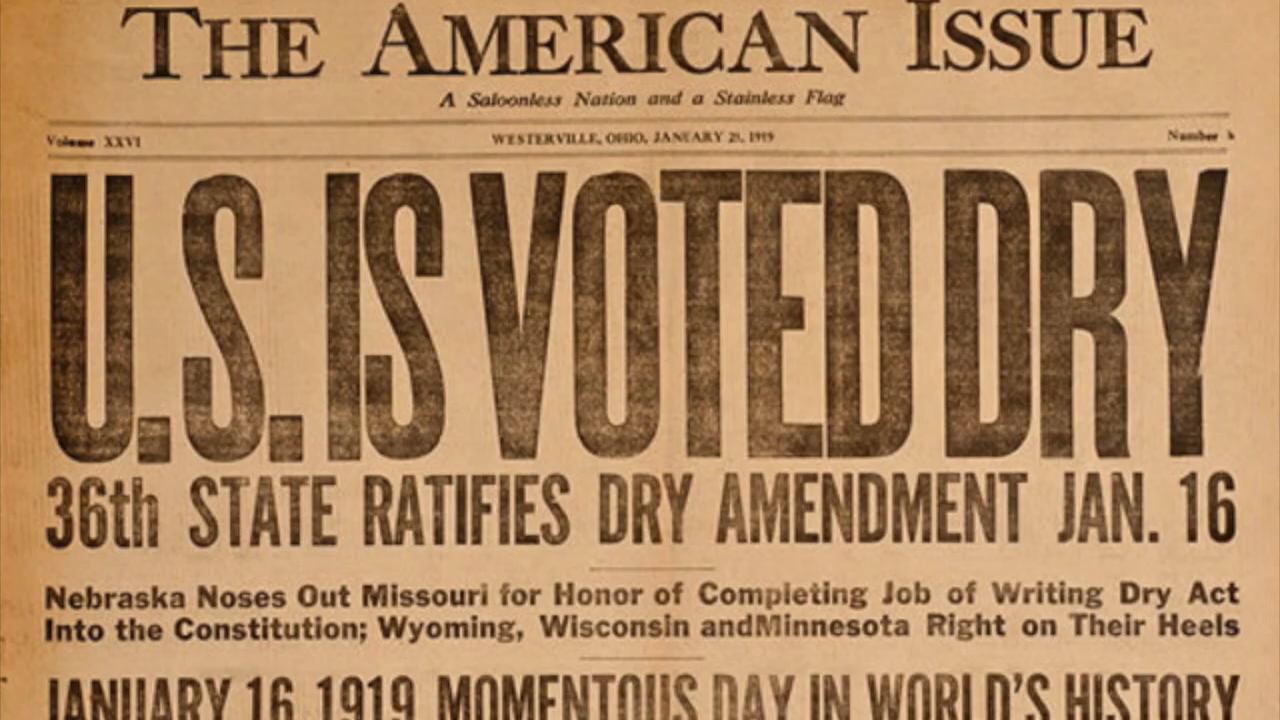 THE AMERICAN ISSUE
A Saloonless Nation and a Stainless Flag
Volume XXVI WESTERVILLE, OHIO, JANUARY 25, 1919 Number
U.S. IS VOTED DRY
36th STATE RATIFIES DRY AMENDMENT JAN. 16
Nebraska Noses Out Missouri for Honor of Completing Job of Writing Dry Act
Into the Constitution; Wyoming, Wisconsin andMinnesota Right on Their Heels
JANUARY 16, 1919, MOMENTOUS DAY IN WORLD'S HISTORY